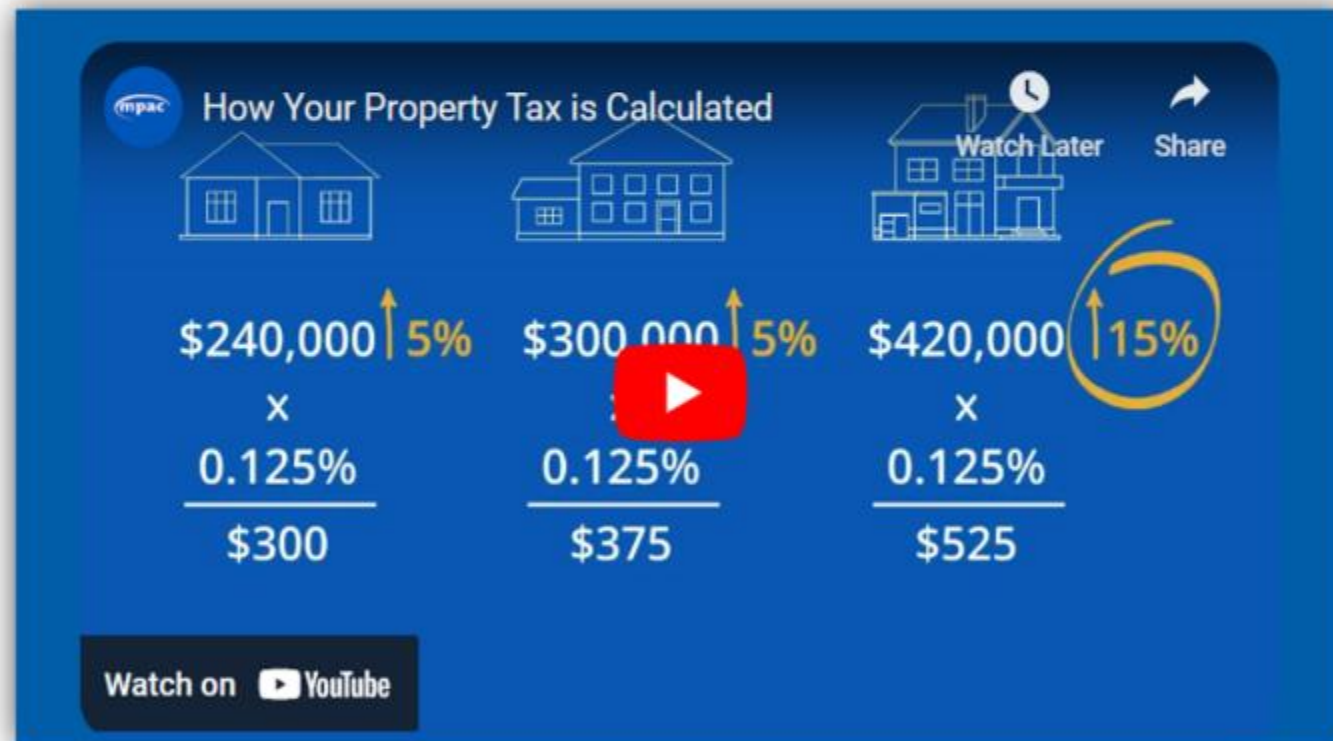 mpac
How Your Property Tax is Calculated
Watch Later
Share
$240,000 5%
$300,000 5%
$420,000 15%
x
x
0.125%
0.125%
0.125%
$300
$375
$525
Watch on YouTube